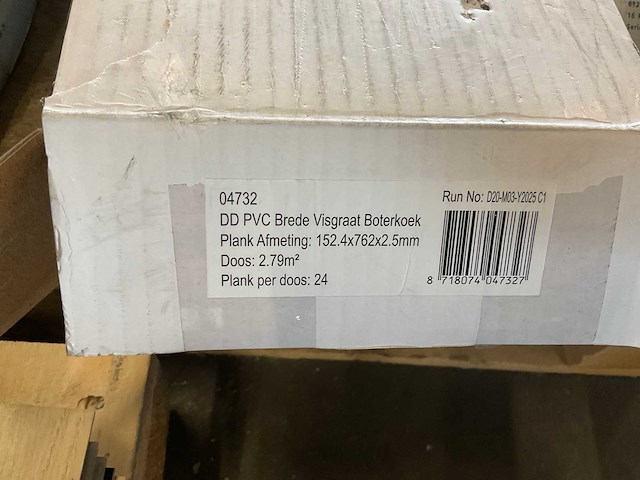 04732
DD PVC Brede Visgraat Boterkoek
Plank Afmeting: 152.4x762x2.5mm
Doos: 2.79m²
Plank per doos: 24
Run No: D20-M03-Y2025 C1
8 718074 047327